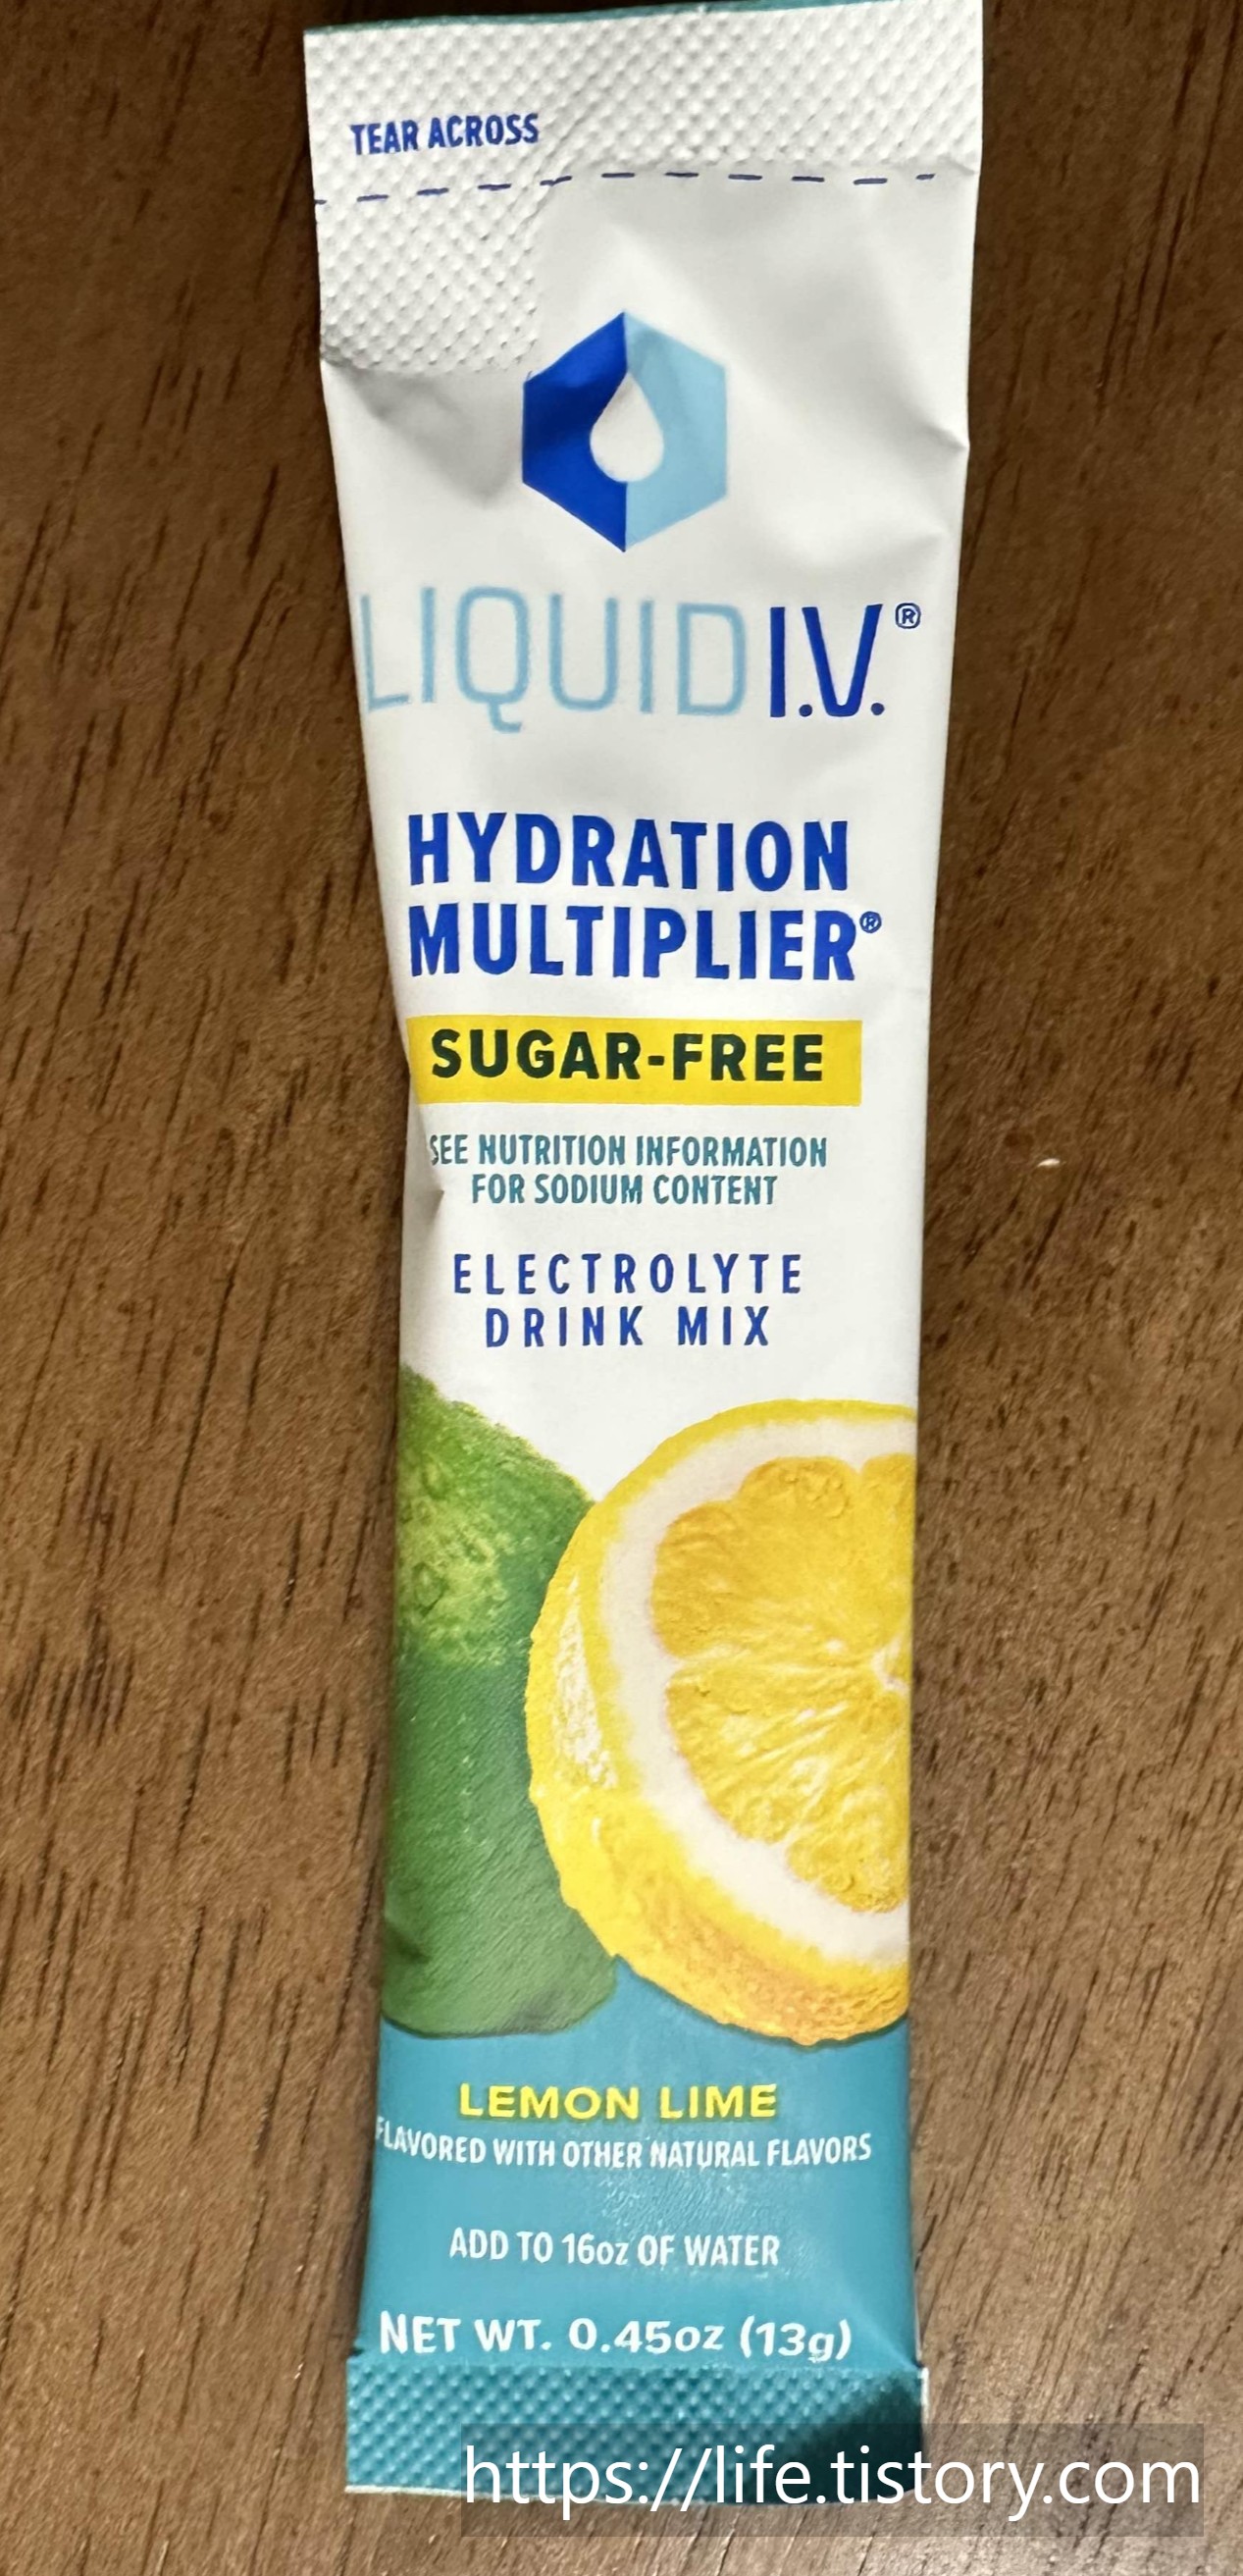 TEAR ACROSS
LIQUID I.V.®
HYDRATION
MULTIPLIER®
SUGAR-FREE
SEE NUTRITION INFORMATION
FOR SODIUM CONTENT
ELECTROLYTE
DRINK MIX
LEMON LIME
FLAVORED WITH OTHER NATURAL FLAVORS
ADD TO 16oz OF WATER
NET WT. 0.45oz (13g)
https://life.tistory.com